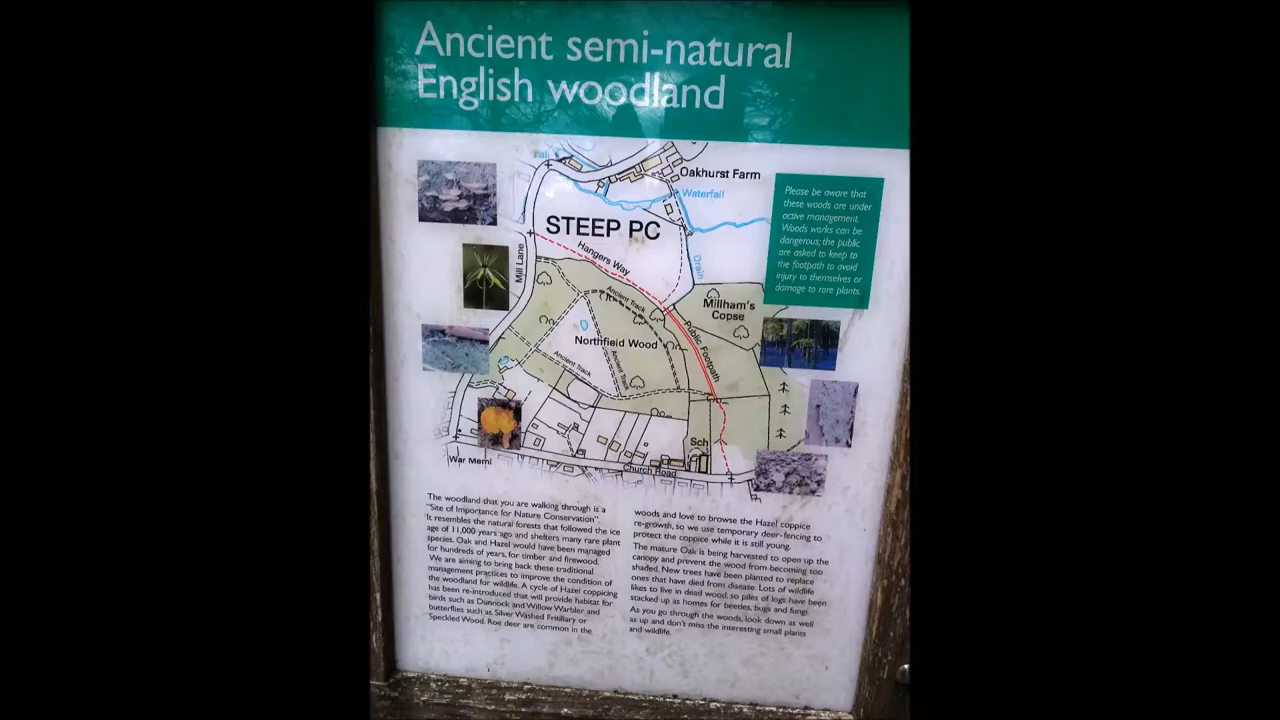 Ancient semi-natural
English woodland
Fall
Oakhurst Farm
Waterfall
STEEP PC
Hangers Way
Mill Lane
Drain
Ancient Track
Millham's
Copse
Public Footpath
Northfield Wood
Ancient Track
Ancient Track
Sch
War Meml
Church Road
Please be aware that
these woods are under
active management.
Woods works can be
dangerous; the public
are asked to keep to
the footpath to avoid
injury to themselves or
damage to rare plants.
The woodland that you are walking through is a
"Site of Importance for Nature Conservation".
It resembles the natural forests that followed the ice
age of 11,000 years ago and shelters many rare plant
species. Oak and Hazel would have been managed
for hundreds of years, for timber and firewood.
We are aiming to bring back these traditional
management practices to improve the condition of
the woodland for wildlife. A cycle of Hazel coppicing
has been re-introduced that will provide habitat for
birds such as Dunnock and Willow Warbler and
butterflies such as Silver Washed Fritillary or
Speckled Wood. Roe deer are common in the
woods and love to browse the Hazel coppice
re-growth, so we use temporary deer-fencing to
protect the coppice while it is still young.
The mature Oak is being harvested to open up the
canopy and prevent the wood from becoming too
shaded. New trees have been planted to replace
ones that have died from disease. Lots of wildlife
likes to live in dead wood, so piles of logs have been
stacked up as homes for beetles, bugs and fungi.
As you go through the woods, look down as well
as up and don't miss the interesting small plants
and wildlife.